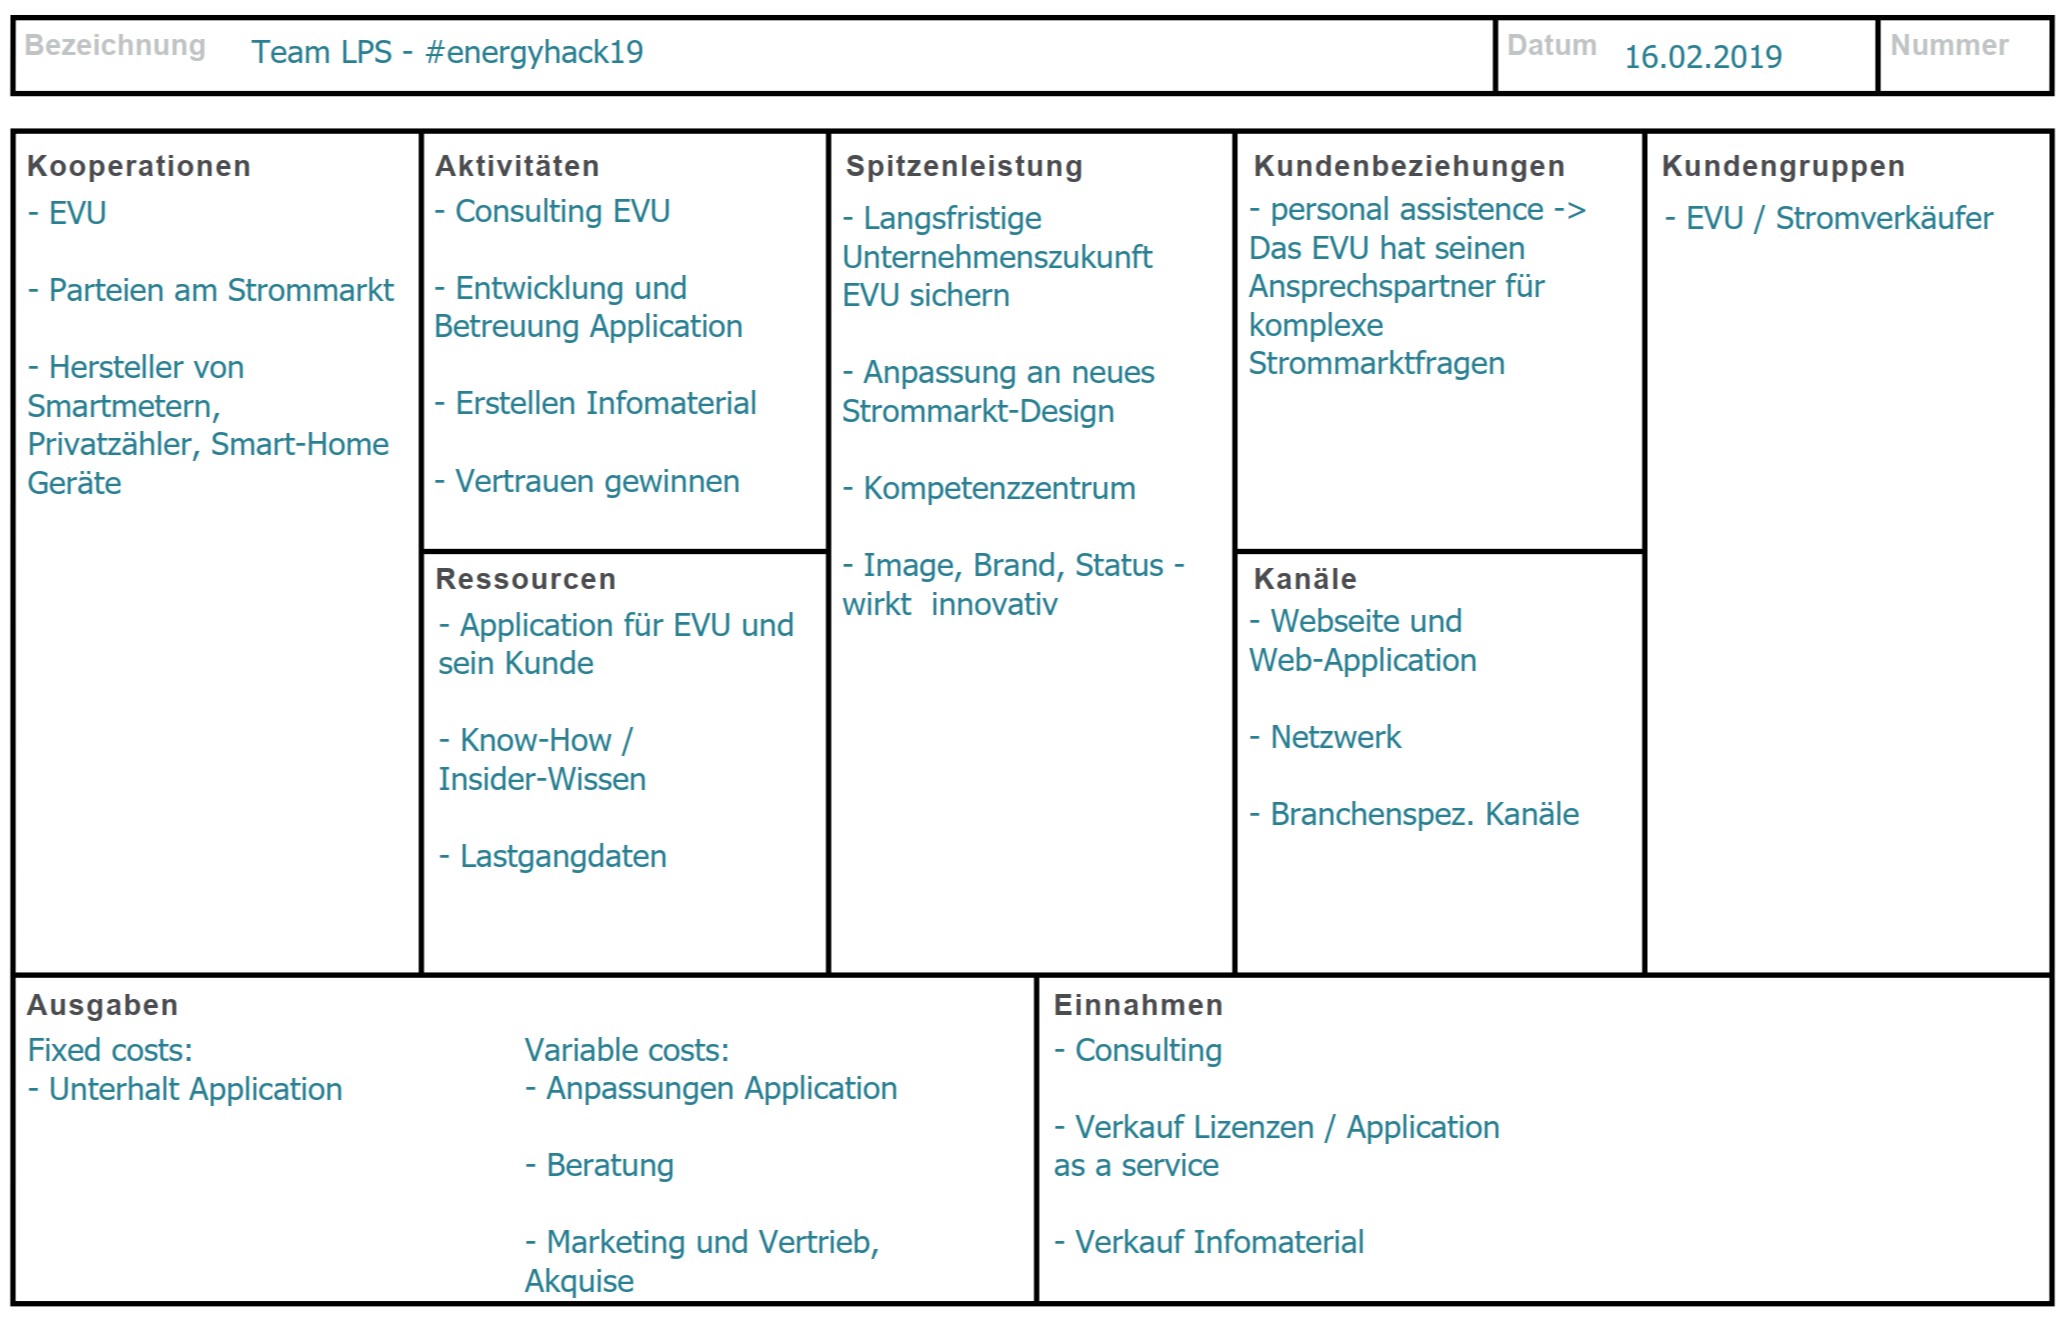 Bezeichnung Team LPS - #energyhack19
Datum 16.02.2019
Nummer
Kooperationen
- EVU
- Parteien am Strommarkt
- Hersteller von
Smartmetern,
Privatzähler, Smart-Home
Geräte
Aktivitäten
- Consulting EVU
- Entwicklung und
Betreuung Application
- Erstellen Infomaterial
- Vertrauen gewinnen
Ressourcen
- Application für EVU und
sein Kunde
- Know-How /
Insider-Wissen
- Lastgangdaten
Spitzenleistung
- Langsfristige
Unternehmenszukunft
EVU sichern
- Anpassung an neues
Strommarkt-Design
- Kompetenzzentrum
- Image, Brand, Status -
wirkt  innovativ
Kundenbeziehungen
- personal assistence ->
Das EVU hat seinen
Ansprechspartner für
komplexe
Strommarktfragen
Kanäle
- Webseite und
Web-Application
- Netzwerk
- Branchenspez. Kanäle
Kundengruppen
- EVU / Stromverkäufer
Ausgaben
Fixed costs:
- Unterhalt Application
Variable costs:
- Anpassungen Application
- Beratung
- Marketing und Vertrieb,
Akquise
Einnahmen
- Consulting
- Verkauf Lizenzen / Application
as a service
- Verkauf Infomaterial